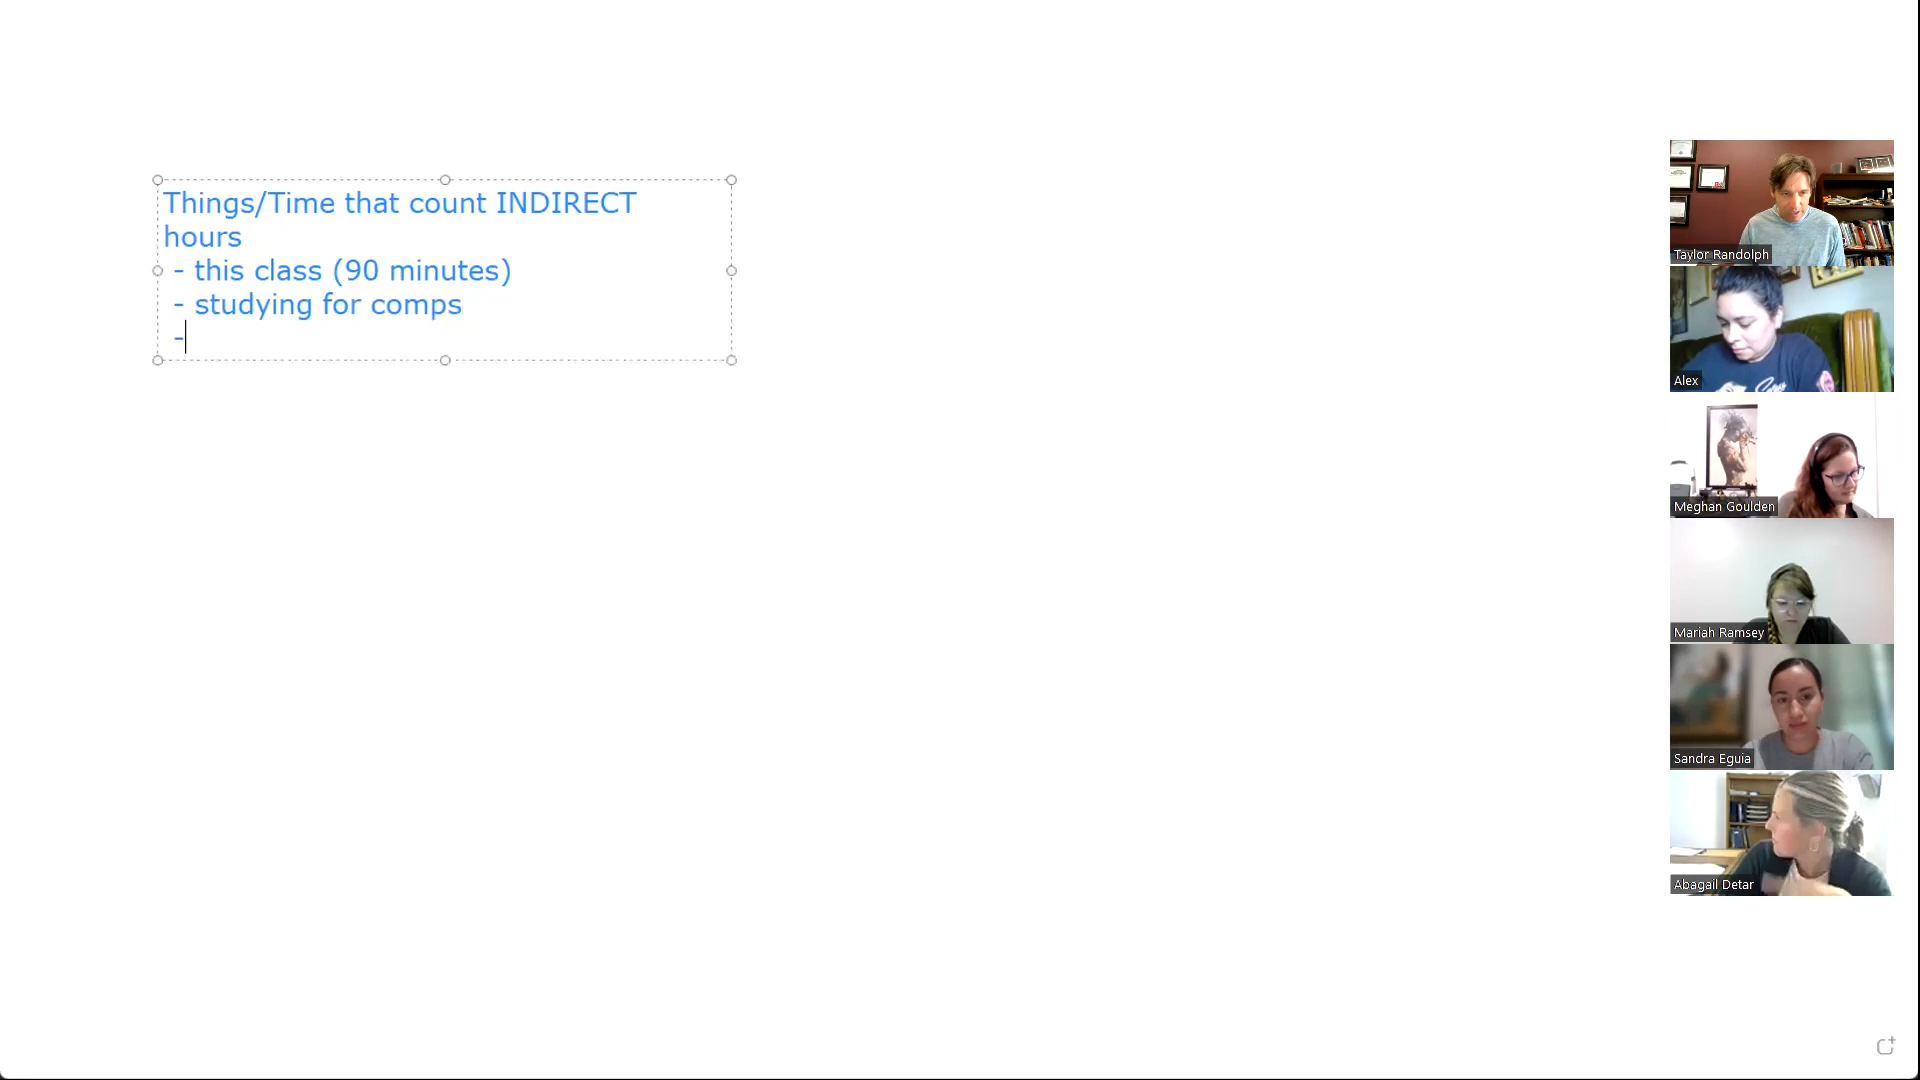 Things/Time that count INDIRECT
hours
- this class (90 minutes)
- studying for comps
-
Taylor Randolph
Alex
Meghan Goulden
Mariah Ramsey
Sandra Eguia
Abagail Detar